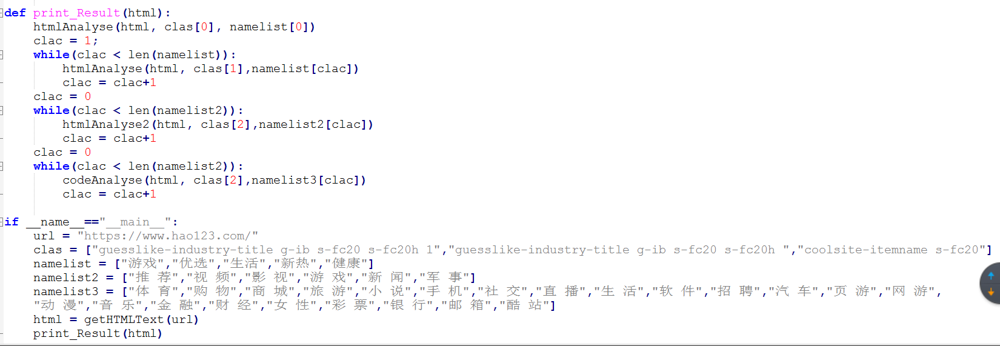 def print_Result(html):
    htmlAnalyse(html, clas[0], namelist[0])
    clac = 1;
    while(clac < len(namelist)):
        htmlAnalyse(html, clas[1],namelist[clac])
        clac = clac+1
    clac = 0
    while(clac < len(namelist2)):
        htmlAnalyse2(html, clas[2],namelist2[clac])
        clac = clac+1
    clac = 0
    while(clac < len(namelist2)):
        codeAnalyse(html, clas[2],namelist3[clac])
        clac = clac+1

if __name__=="__main__":
    url = "https://www.hao123.com/"
    clas = ["guesslike-industry-title g-ib s-fc20 s-fc20h 1","guesslike-industry-title g-ib s-fc20 s-fc20h ","coolsite-itemname s-fc20"]
    namelist = ["游戏","优选","生活","新热","健康"]
    namelist2 = ["推 荐","视 频","影 视","游 戏","新 闻","军 事"]
    namelist3 = ["体 育","购 物","商 城","旅 游","小 说","手 机","社 交","直 播","生 活","软 件","招 聘","汽 车","页 游","网 游",
    "动 漫","音 乐","金 融","财 经","女 性","彩 票","银 行","邮 箱","酷 站"]
    html = getHTMLText(url)
    print_Result(html)